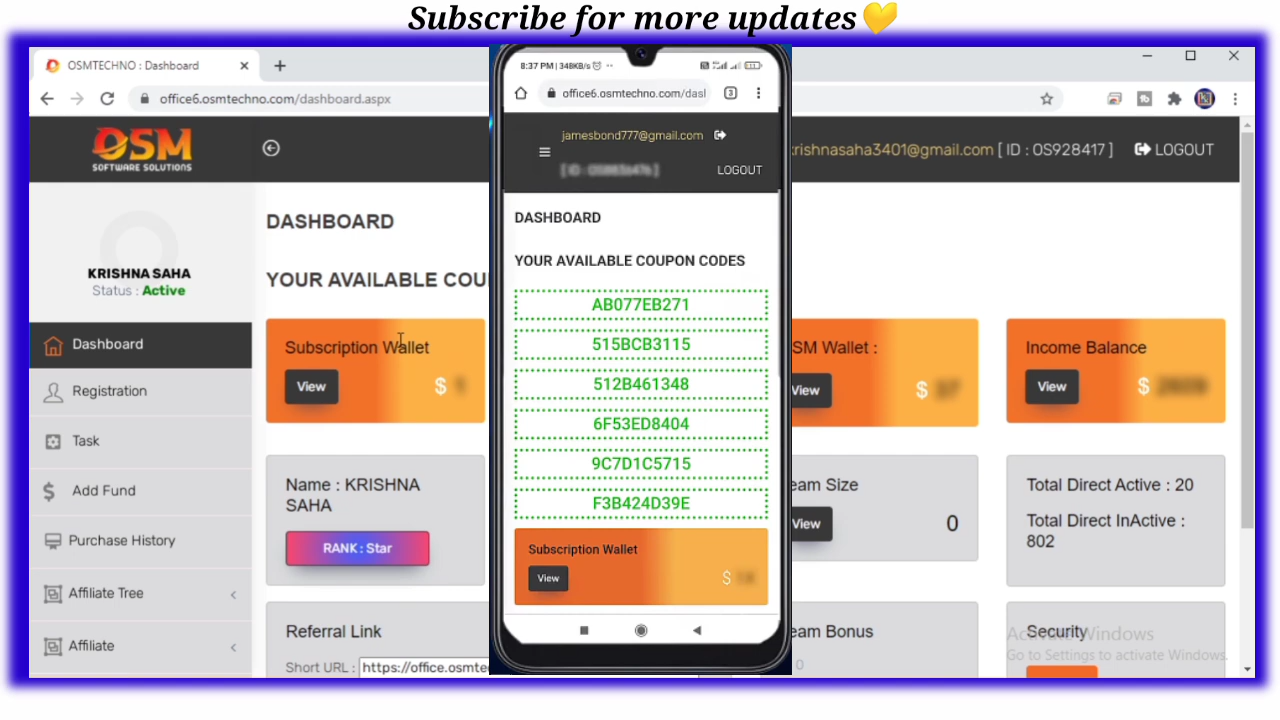 Subscribe for more updates💛
OSMTECHNO : Dashboard
office6.osmtechno.com/dashboard.aspx
OSM
SOFTWARE SOLUTIONS
krishnasaha3401@gmail.com [ ID : OS928417 ] LOGOUT
KRISHNA SAHA
Status : Active
Dashboard
Registration
Task
Add Fund
Purchase History
Affiliate Tree
Affiliate
DASHBOARD
YOUR AVAILABLE COU
Subscription Wallet
View $
SM Wallet :
View $
Income Balance
View $
Name : KRISHNA
SAHA
RANK : Star
eam Size
View 0
Total Direct Active : 20
Total Direct InActive :
802
Referral Link
Short URL : https://office.osmte
eam Bonus
0
Security
Activate Windows
Go to Settings to activate Windows.
8:37 PM | 348KB/s
office6.osmtechno.com/dasl
3
jamesbond777@gmail.com
LOGOUT
DASHBOARD
YOUR AVAILABLE COUPON CODES
AB077EB271
515BCB3115
512B461348
6F53ED8404
9C7D1C5715
F3B424D39E
Subscription Wallet
View $